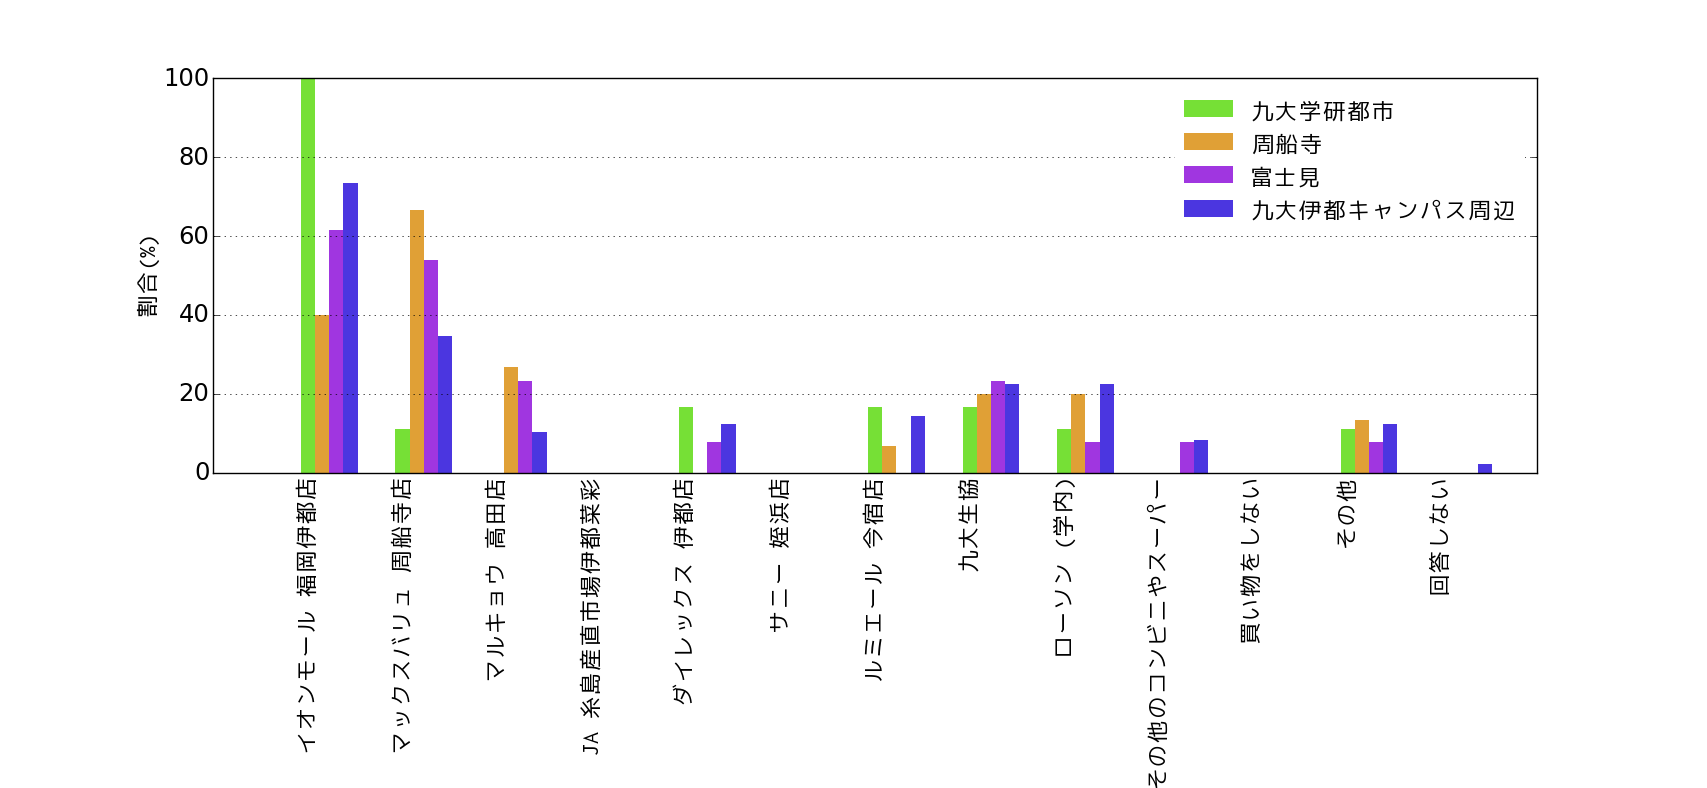 100
80
60
40
20
0
割合(%)
九大学研都市
周船寺
富士見
九大伊都キャンパス周辺
イオンモール 福岡伊都店
マックスバリュ 周船寺店
マルキョウ 高田店
JA 糸島産直市場伊都菜彩
ダイレックス 伊都店
サニー 姪浜店
ルミエール 今宿店
九大生協
ローソン (学内)
その他のコンビニやスーパー
買い物をしない
その他
回答しない